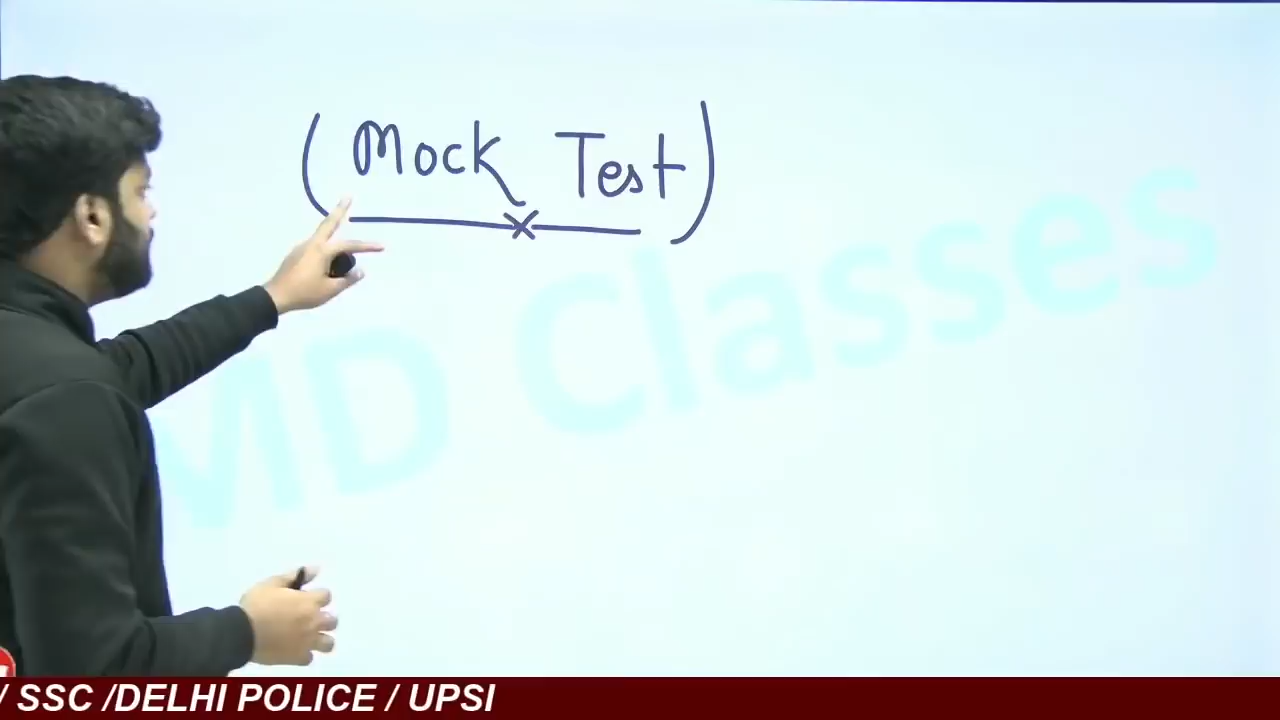 (Mock Test)
MD Classes
/ SSC /DELHI POLICE / UPSI